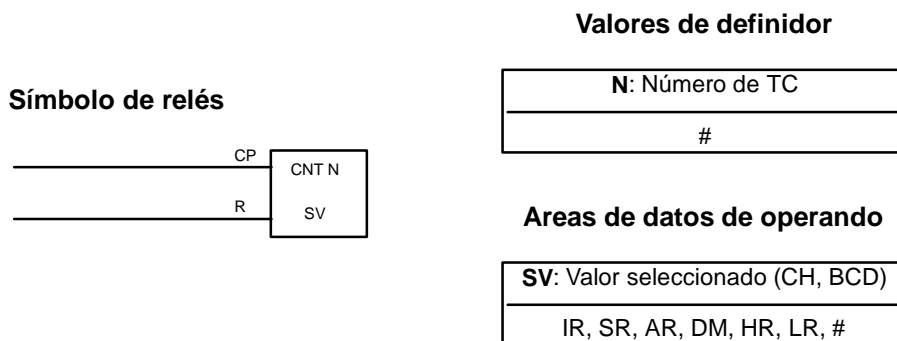 Valores de definidor
N: Número de TC
#
Símbolo de relés
CP
CNT N
R
SV
Areas de datos de operando
SV: Valor seleccionado (CH, BCD)
IR, SR, AR, DM, HR, LR, #